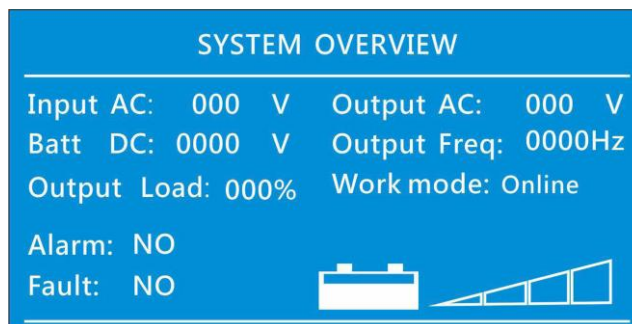 SYSTEM OVERVIEW
Input AC: 000 V Output AC: 000 V
Batt DC: 0000 V Output Freq: 0000Hz
Output Load: 000% Work mode: Online
Alarm: NO
Fault: NO